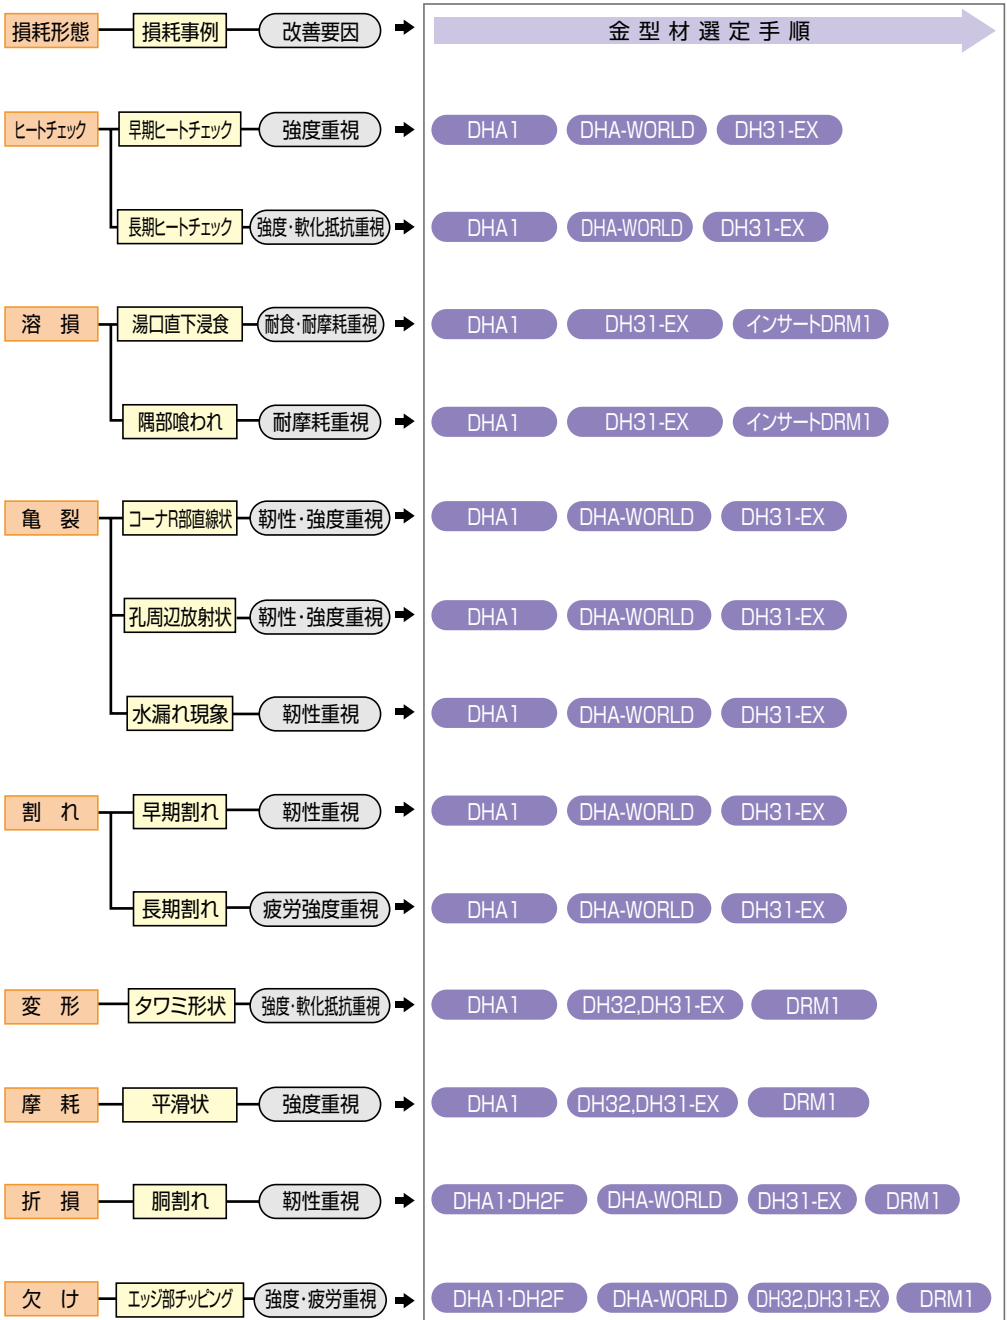 損耗形態 損耗事例 改善要因 金型材選定手順
ヒートチェック 早期ヒートチェック 強度重視 DHA1 DHA-WORLD DH31-EX
長期ヒートチェック 強度・軟化抵抗重視 DHA1 DHA-WORLD DH31-EX
溶損 湯口直下浸食 耐食・耐摩耗重視 DHA1 DH31-EX インサートDRM1
隅部喰われ 耐摩耗重視 DHA1 DH31-EX インサートDRM1
亀裂 コーナR部直線状 靭性・強度重視 DHA1 DHA-WORLD DH31-EX
孔周辺放射状 靭性・強度重視 DHA1 DHA-WORLD DH31-EX
水漏れ現象 靭性重視 DHA1 DHA-WORLD DH31-EX
割れ 早期割れ 靭性重視 DHA1 DHA-WORLD DH31-EX
長期割れ 疲労強度重視 DHA1 DHA-WORLD DH31-EX
変形 タワミ形状 強度・軟化抵抗重視 DHA1 DH32,DH31-EX DRM1
摩耗 平滑状 強度重視 DHA1 DH32,DH31-EX DRM1
折損 胴割れ 靭性重視 DHA1・DH2F DHA-WORLD DH31-EX DRM1
欠け エッジ部チッピング 強度・疲労重視 DHA1・DH2F DHA-WORLD DH32,DH31-EX DRM1